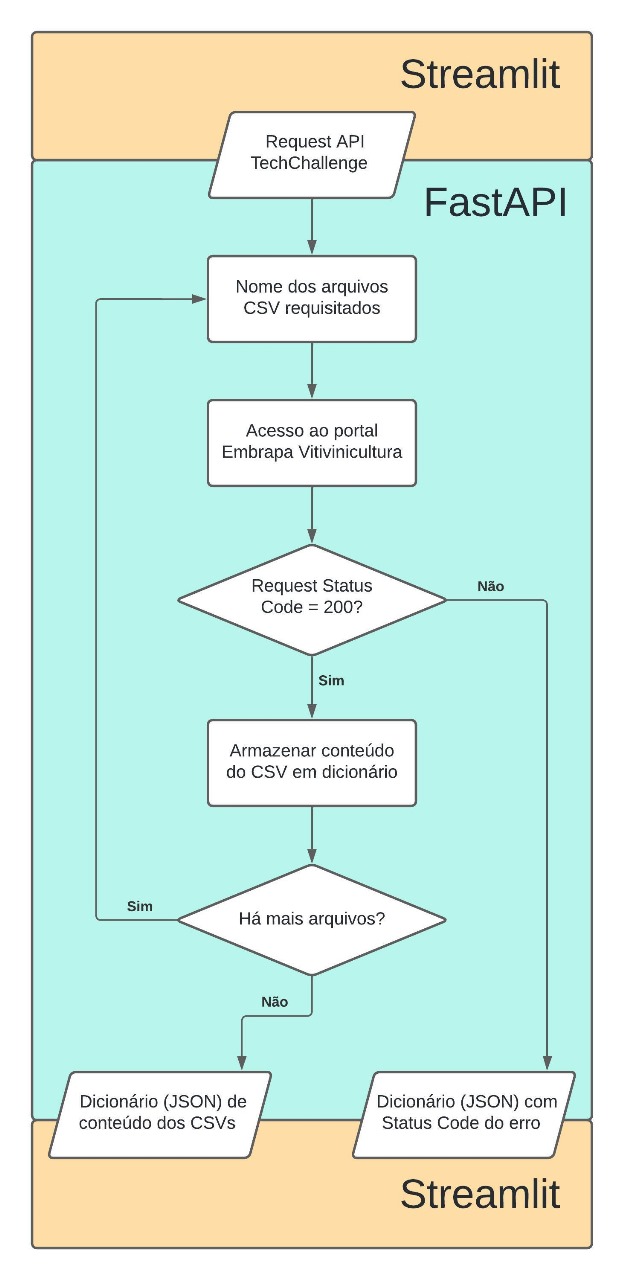 Streamlit
Request API
TechChallenge
FastAPI
Nome dos arquivos
CSV requisitados
Acesso ao portal
Embrapa Vitivinicultura
Request Status
Code = 200?
Não
Sim
Armazenar conteúdo
do CSV em dicionário
Há mais arquivos?
Sim
Não
Dicionário (JSON) de
conteúdo dos CSVs
Dicionário (JSON) com
Status Code do erro
Streamlit